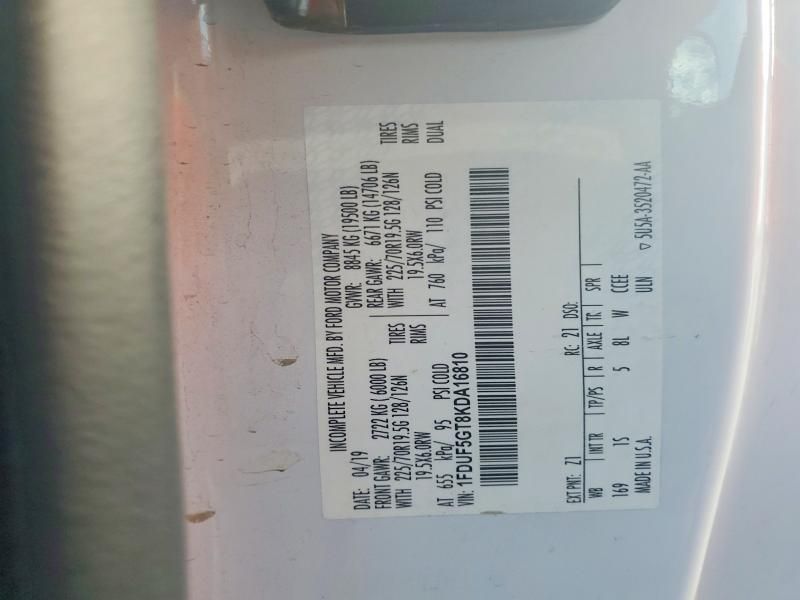 INCOMPLETE VEHICLE MFD. BY FORD MOTOR COMPANY
DATE: 04/19 GVWR: 8845 KG (19500 LB)
FRONT GAWR: 2722 KG (6000 LB) REAR GAWR: 6671 KG (14706 LB)
WITH 225/70R19.5G 128/126N TIRES WITH 225/70R19.5G 128/126N TIRES
19.5X6.0RW RIMS 19.5X6.0RW RIMS
AT 655 kPa/ 95 PSI COLD AT 760 kPa/ 110 PSI COLD DUAL
VIN: 1FDUF5GT8KDA16810
EXT PNT: Z1 RC: 21 DSO:
WB INT TR TP/PS R AXLE TR SPR
169 1S 5 8L W CCEE
MADE IN U.S.A. ULN
▽ 5U5A-3520472-AA